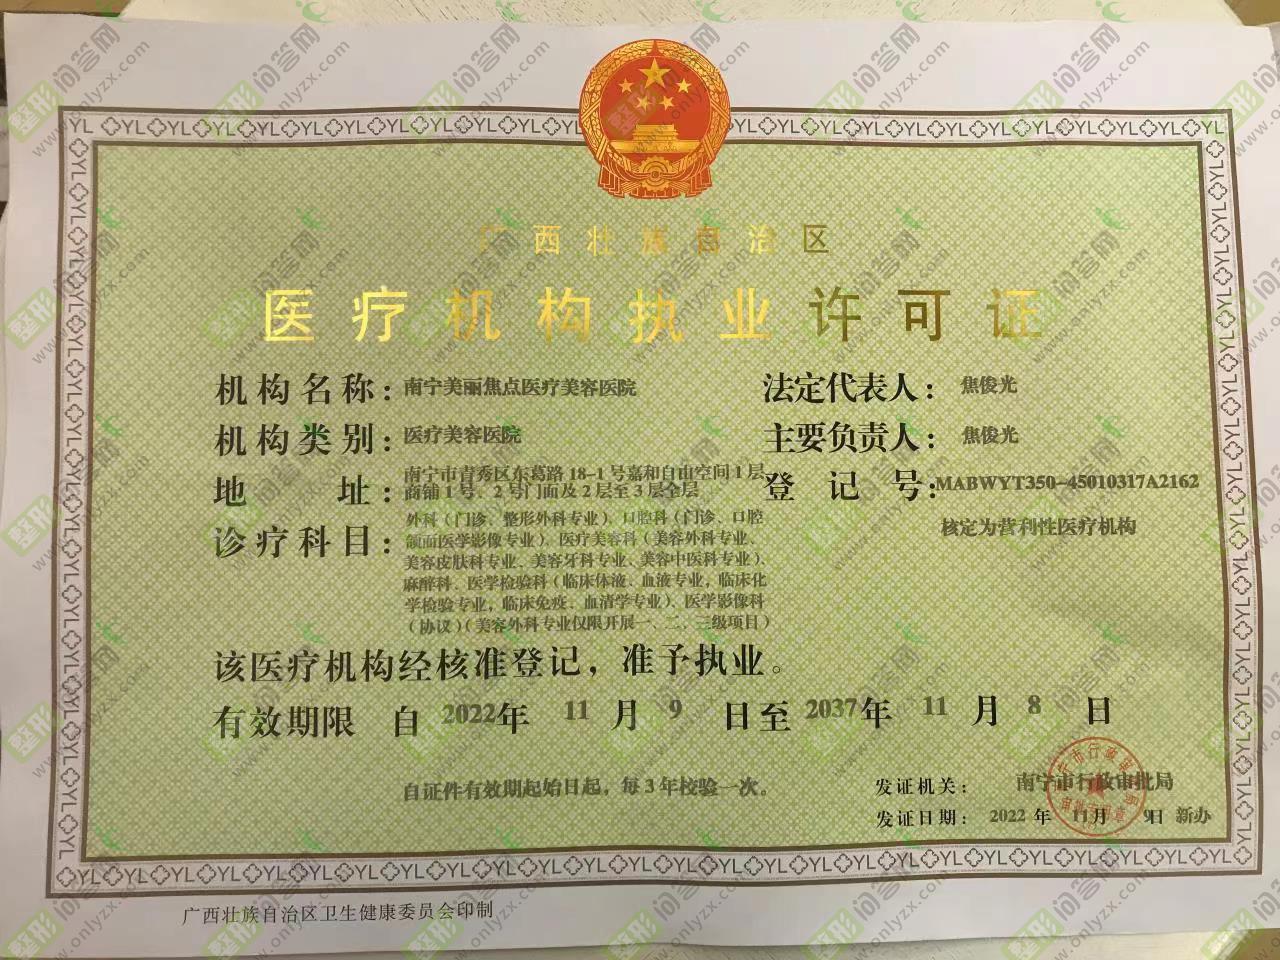 广西壮族自治区
医疗机构执业许可证
机构名称：南宁美丽焦点医疗美容医院
法定代表人：焦俊光
机构类别：医疗美容医院
主要负责人：焦俊光
地址：南宁市青秀区东葛路18-1号嘉和自由空间1层
商铺1号、2号门面及2层至3层全层
登记号：MABWYT350-45010317A2162
核定为营利性医疗机构
诊疗科目：外科（门诊、整形外科专业）、口腔科（门诊、口腔
颌面医学影像专业）、医疗美容科（美容外科专业、
美容皮肤科专业、美容牙科专业、美容中医科专业）、
麻醉科、医学检验科（临床体液、血液专业，临床化
学检验专业，临床免疫、血清学专业）、医学影像科
（协议）（美容外科专业仅限开展一、二、三级项目）
该医疗机构经核准登记，准予执业。
有效期限 自 2022年 11 月 9 日至 2037年 11 月 8 日
自证件有效期起始日起，每3年校验一次。
发证机关：南宁市行政审批局
发证日期：2022 年 11月 9日 新办
广西壮族自治区卫生健康委员会印制
整形问答网
www.onlyzx.com